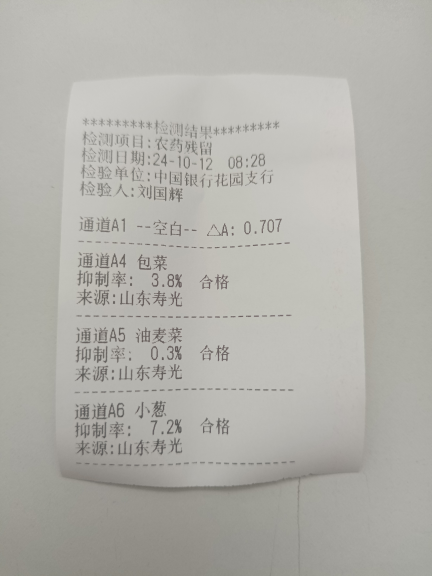 *********检测结果*********
检测项目:农药残留
检测日期:24-10-12 08:28
检验单位:中国银行花园支行
检验人:刘国辉
通道A1 --空白-- △A: 0.707
通道A4 包菜
抑制率: 3.8% 合格
来源:山东寿光
通道A5 油麦菜
抑制率: 0.3% 合格
来源:山东寿光
通道A6 小葱
抑制率: 7.2% 合格
来源:山东寿光